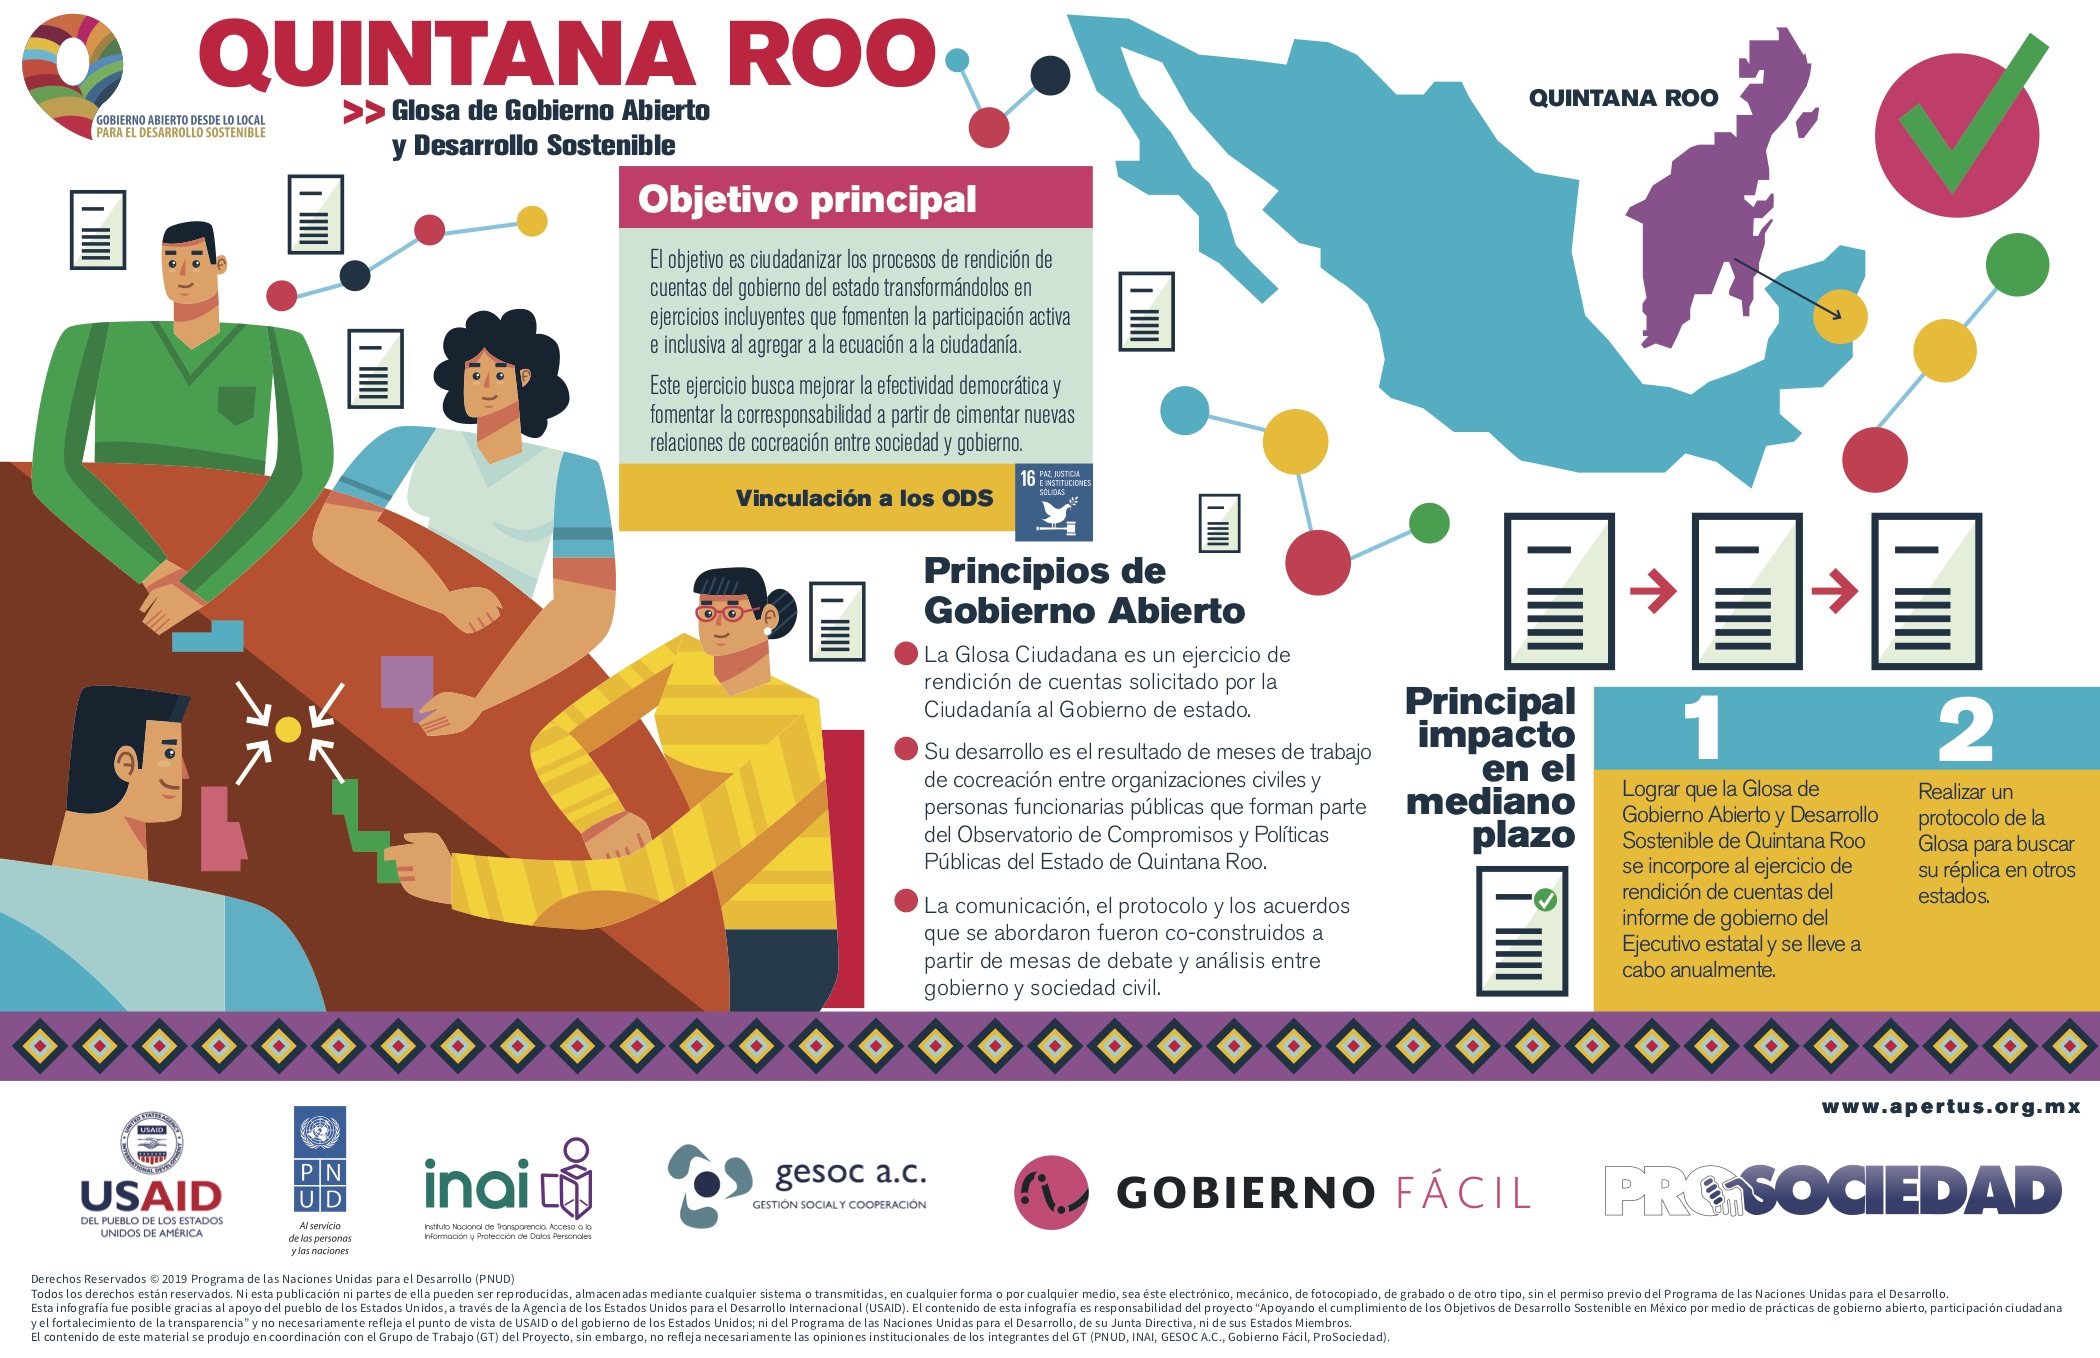 QUINTANA ROO
>> Glosa de Gobierno Abierto
y Desarrollo Sostenible
GOBIERNO ABIERTO DESDE LO LOCAL
PARA EL DESARROLLO SOSTENIBLE
QUINTANA ROO
Objetivo principal
El objetivo es ciudadanizar los procesos de rendición de
cuentas del gobierno del estado transformándolos en
ejercicios incluyentes que fomenten la participación activa
e inclusiva al agregar a la ecuación a la ciudadanía.
Este ejercicio busca mejorar la efectividad democrática y
fomentar la corresponsabilidad a partir de cimentar nuevas
relaciones de cocreación entre sociedad y gobierno.
Vinculación a los ODS
16 PAZ, JUSTICIA
E INSTITUCIONES
SÓLIDAS
Principios de
Gobierno Abierto
La Glosa Ciudadana es un ejercicio de
rendición de cuentas solicitado por la
Ciudadanía al Gobierno de estado.
Su desarrollo es el resultado de meses de trabajo
de cocreación entre organizaciones civiles y
personas funcionarias públicas que forman parte
del Observatorio de Compromisos y Políticas
Públicas del Estado de Quintana Roo.
La comunicación, el protocolo y los acuerdos
que se abordaron fueron co-construidos a
partir de mesas de debate y análisis entre
gobierno y sociedad civil.
Principal
impacto
en el
mediano
plazo
1
Lograr que la Glosa de
Gobierno Abierto y Desarrollo
Sostenible de Quintana Roo
se incorpore al ejercicio de
rendición de cuentas del
informe de gobierno del
Ejecutivo estatal y se lleve a
cabo anualmente.
2
Realizar un
protocolo de la
Glosa para buscar
su réplica en otros
estados.
www.apertus.org.mx
UNITED STATES AGENCY
USAID
INTERNATIONAL DEVELOPMENT
USAID
DEL PUEBLO DE LOS ESTADOS
UNIDOS DE AMÉRICA
P N
U D
Al servicio
de las personas
y las naciones
inai
Instituto Nacional de Transparencia, Acceso a la
Información y Protección de Datos Personales
gesoc a.c.
GESTIÓN SOCIAL Y COOPERACIÓN
GOBIERNO FÁCIL
PROSOCIEDAD
Derechos Reservados © 2019 Programa de las Naciones Unidas para el Desarrollo (PNUD)
Todos los derechos están reservados. Ni esta publicación ni partes de ella pueden ser reproducidas, almacenadas mediante cualquier sistema o transmitidas, en cualquier forma o por cualquier medio, sea éste electrónico, mecánico, de fotocopiado, de grabado o de otro tipo, sin el permiso previo del Programa de las Naciones Unidas para el Desarrollo.
Esta infografía fue posible gracias al apoyo del pueblo de los Estados Unidos, a través de la Agencia de los Estados Unidos para el Desarrollo Internacional (USAID). El contenido de esta infografía es responsabilidad del proyecto “Apoyando el cumplimiento de los Objetivos de Desarrollo Sostenible en México por medio de prácticas de gobierno abierto, participación ciudadana
y el fortalecimiento de la transparencia” y no necesariamente refleja el punto de vista de USAID o del gobierno de los Estados Unidos; ni del Programa de las Naciones Unidas para el Desarrollo, de su Junta Directiva, ni de sus Estados Miembros.
El contenido de este material se produjo en coordinación con el Grupo de Trabajo (GT) del Proyecto, sin embargo, no refleja necesariamente las opiniones institucionales de los integrantes del GT (PNUD, INAI, GESOC A.C., Gobierno Fácil, ProSociedad).